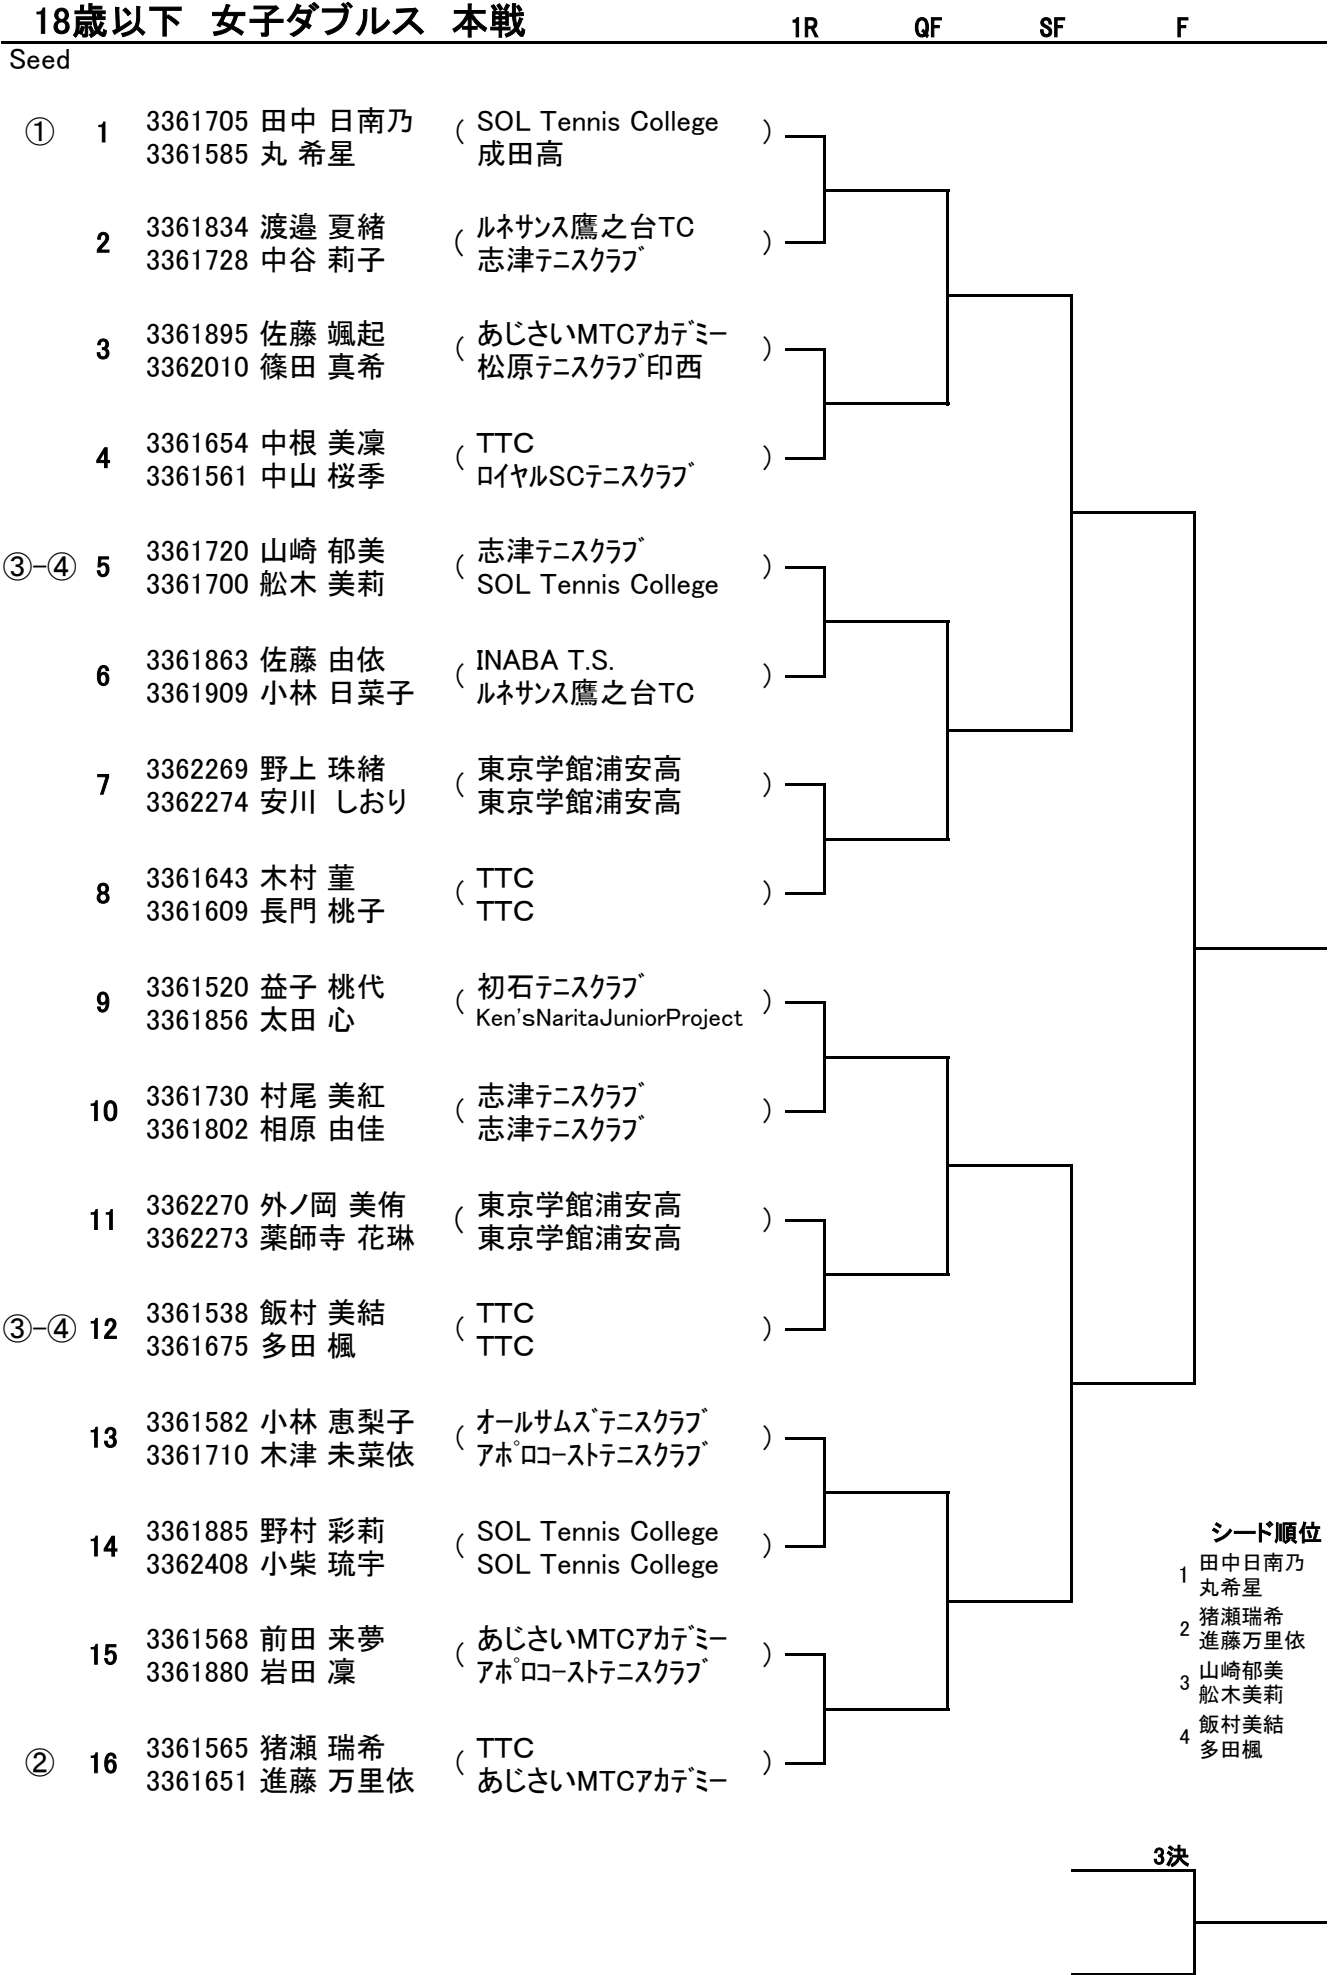 18歳以下 女子ダブルス 本戦 1R QF SF F
Seed
① 1 3361705 田中 日南乃 ( SOL Tennis College )
3361585 丸 希星 成田高
2 3361834 渡邉 夏緒 ( ﾙﾈｻﾝｽ鷹之台TC )
3361728 中谷 莉子 志津ﾃﾆｽｸﾗﾌﾞ
3 3361895 佐藤 颯起 ( あじさいMTCｱｶﾃﾞﾐｰ )
3362010 篠田 真希 松原ﾃﾆｽｸﾗﾌﾞ印西
4 3361654 中根 美凜 ( TTC )
3361561 中山 桜季 ﾛｲﾔﾙSCﾃﾆｽｸﾗﾌﾞ
③-④ 5 3361720 山崎 郁美 ( 志津ﾃﾆｽｸﾗﾌﾞ )
3361700 舩木 美莉 SOL Tennis College
6 3361863 佐藤 由依 ( INABA T.S. )
3361909 小林 日菜子 ﾙﾈｻﾝｽ鷹之台TC
7 3362269 野上 珠緒 ( 東京学館浦安高 )
3362274 安川 しおり 東京学館浦安高
8 3361643 木村 菫 ( TTC )
3361609 長門 桃子 TTC
9 3361520 益子 桃代 ( 初石ﾃﾆｽｸﾗﾌﾞ )
3361856 太田 心 Ken'sNaritaJuniorProject
10 3361730 村尾 美紅 ( 志津ﾃﾆｽｸﾗﾌﾞ )
3361802 相原 由佳 志津ﾃﾆｽｸﾗﾌﾞ
11 3362270 外ノ岡 美侑 ( 東京学館浦安高 )
3362273 薬師寺 花琳 東京学館浦安高
③-④ 12 3361538 飯村 美結 ( TTC )
3361675 多田 楓 TTC
13 3361582 小林 恵梨子 ( ｵｰﾙｻﾑｽﾞﾃﾆｽｸﾗﾌﾞ )
3361710 木津 未菜依 ｱﾎﾟﾛｺｰｽﾄﾃﾆｽｸﾗﾌﾞ
14 3361885 野村 彩莉 ( SOL Tennis College )
3362408 小柴 琉宇 SOL Tennis College
15 3361568 前田 来夢 ( あじさいMTCｱｶﾃﾞﾐｰ )
3361880 岩田 凜 ｱﾎﾟﾛｺｰｽﾄﾃﾆｽｸﾗﾌﾞ
② 16 3361565 猪瀬 瑞希 ( TTC )
3361651 進藤 万里依 あじさいMTCｱｶﾃﾞﾐｰ
シード順位
1 田中日南乃
丸希星
2 猪瀬瑞希
進藤万里依
3 山崎郁美
舩木美莉
4 飯村美結
多田楓
3決